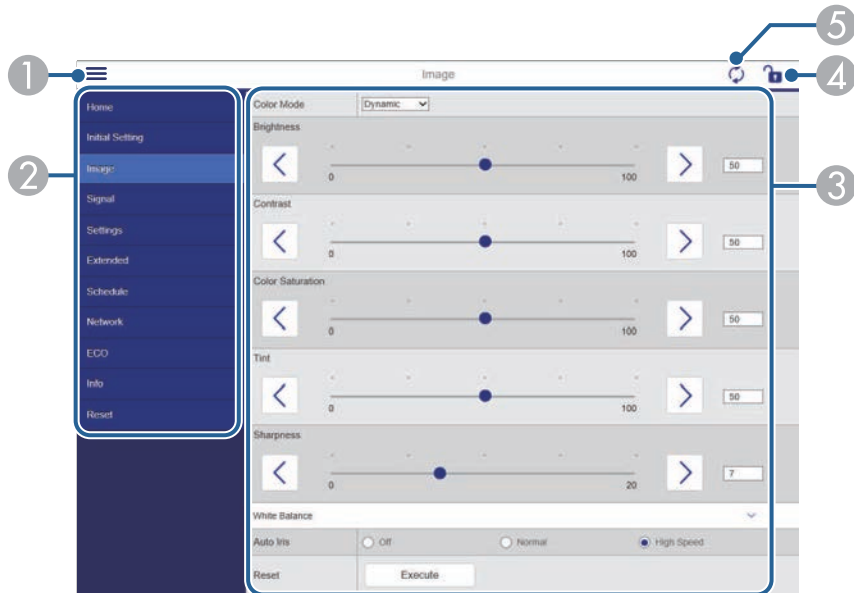 5
1
Image
4
Home
Color Mode
Dynamic
Initial Setting
Brightness
2
Image
0
100
50
3
Signal
Contrast
Settings
0
100
50
Extended
Color Saturation
Schedule
0
100
50
Network
Tint
ECO
Info
0
100
50
Reset
Sharpness
0
20
7
White Balance
Auto Iris
Off
Normal
High Speed
Reset
Execute